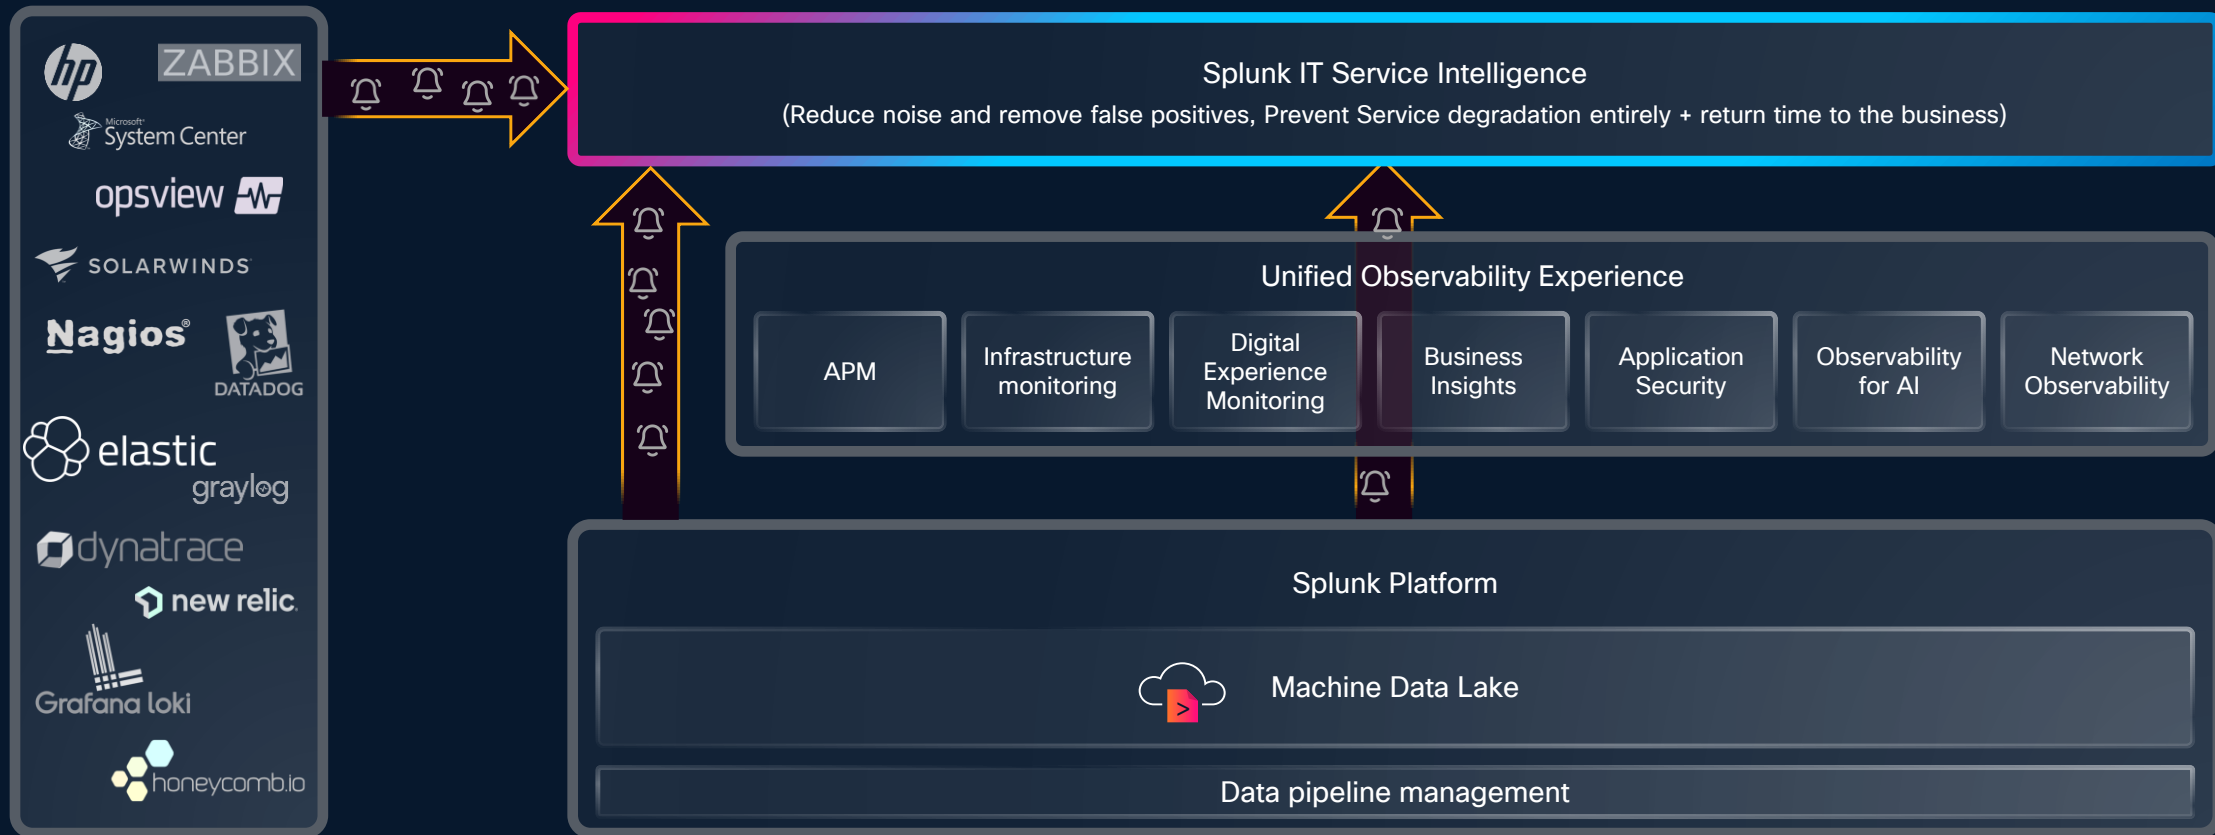 hp
ZABBIX
Microsoft®
System Center
opsview
SOLARWINDS
Nagios®
DATADOG
elastic
graylog
dynatrace
new relic.
Grafana loki
honeycomb.io
Splunk IT Service Intelligence
(Reduce noise and remove false positives, Prevent Service degradation entirely + return time to the business)
Unified Observability Experience
APM
Infrastructure
monitoring
Digital
Experience
Monitoring
Business
Insights
Application
Security
Observability
for AI
Network
Observability
Splunk Platform
>
Machine Data Lake
Data pipeline management